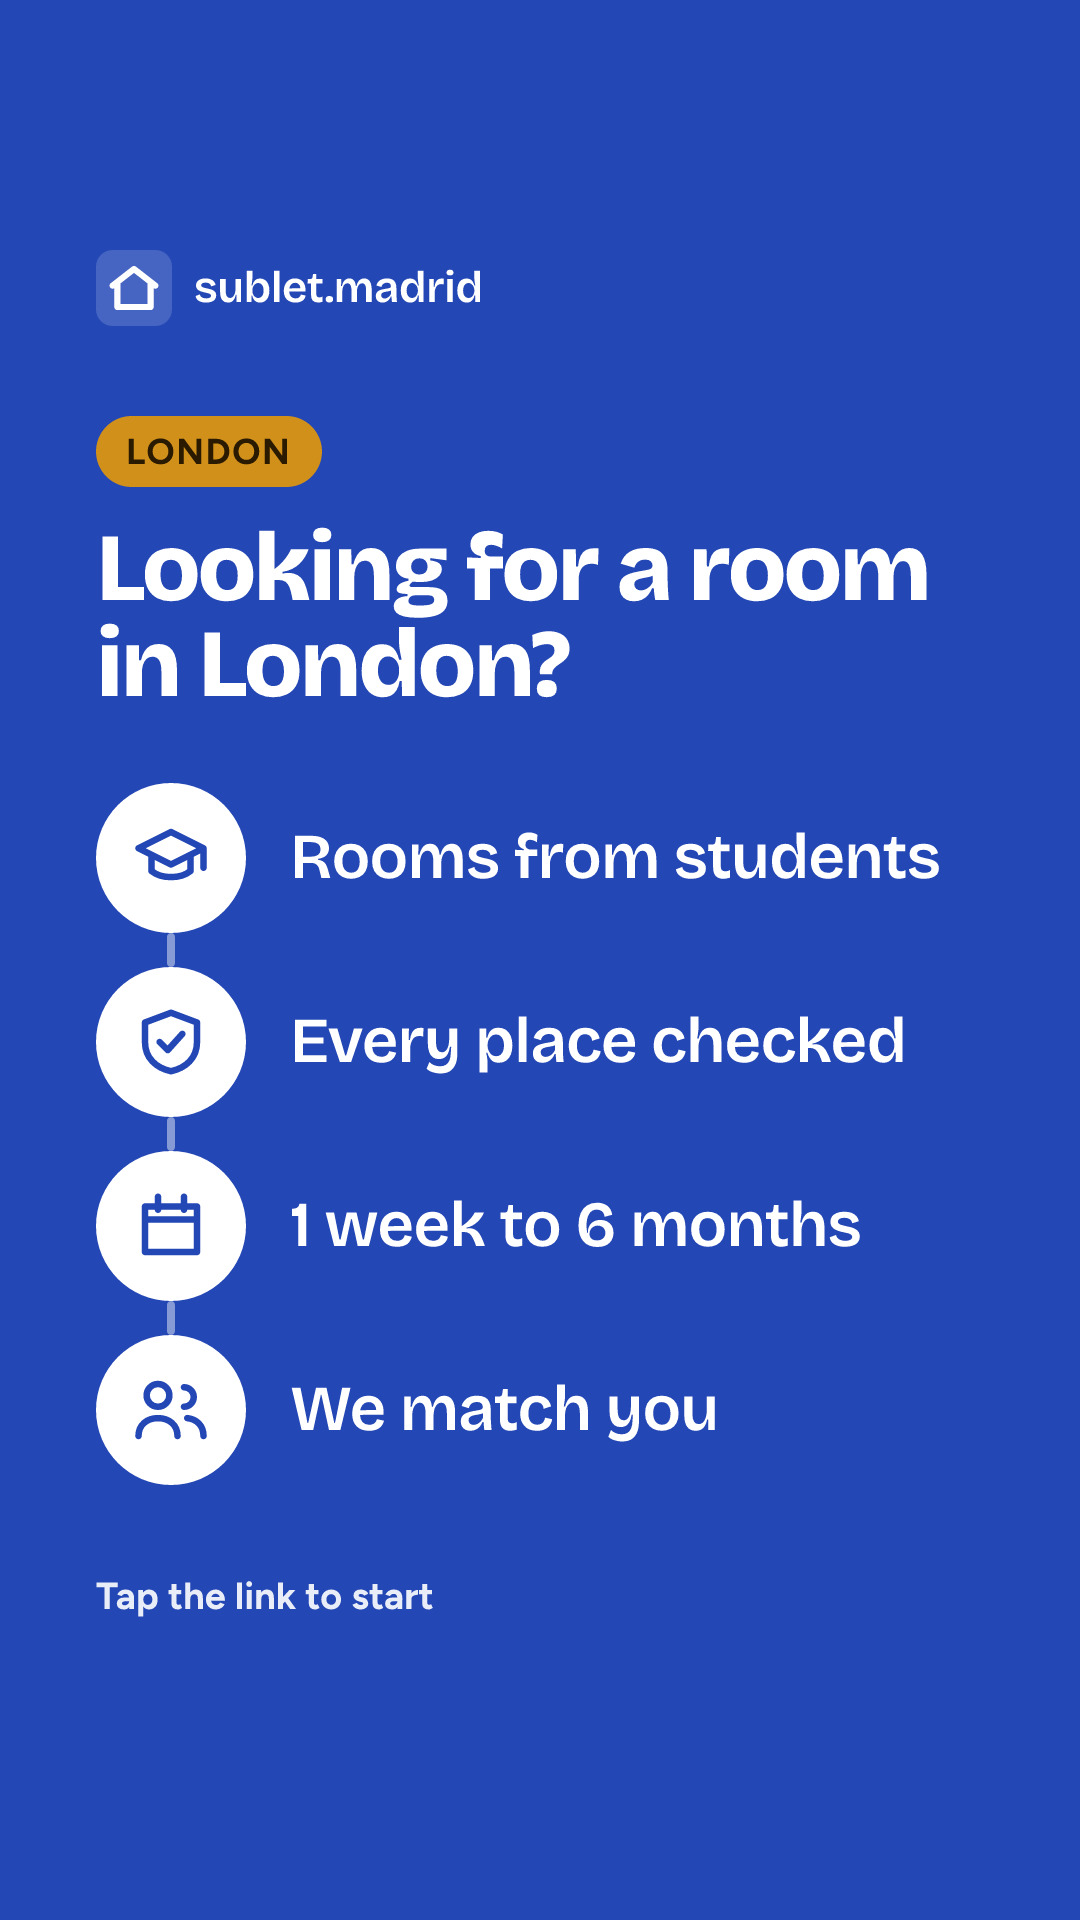 sublet.madrid
LONDON
Looking for a room
in London?
Rooms from students
Every place checked
1 week to 6 months
We match you
Tap the link to start